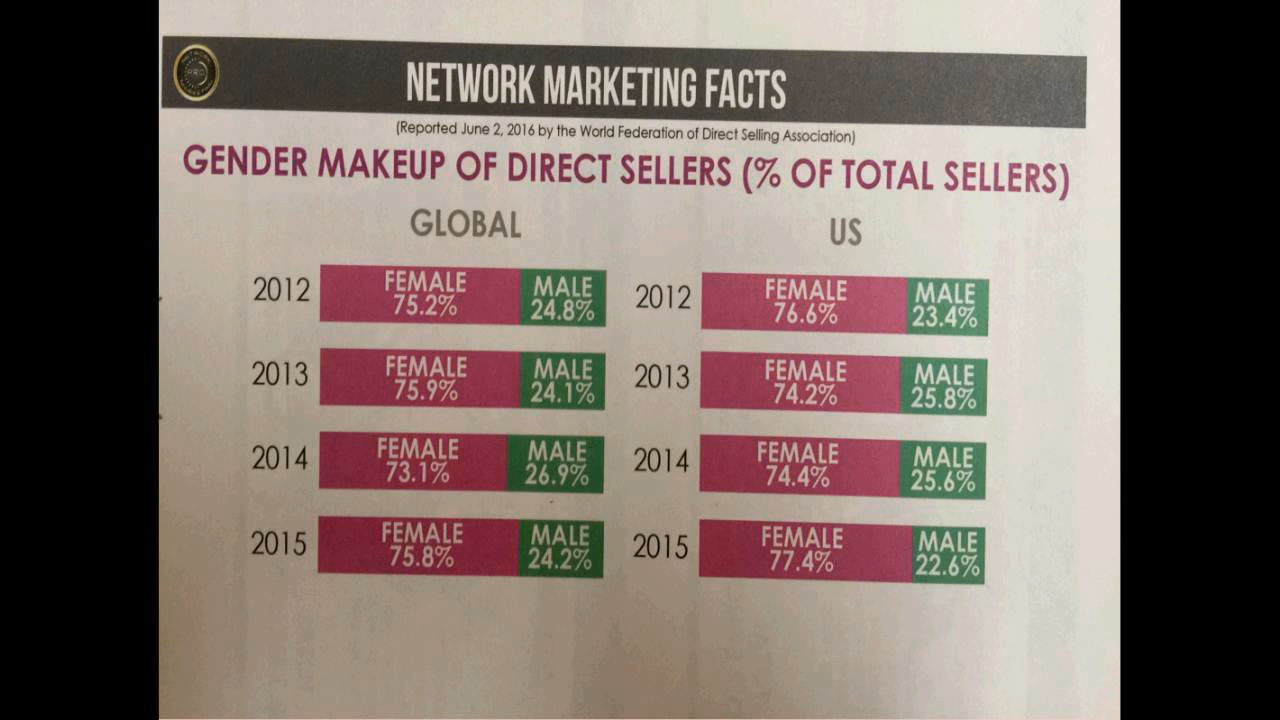 NETWORK MARKETING FACTS
(Reported June 2, 2016 by the World Federation of Direct Selling Association)
GENDER MAKEUP OF DIRECT SELLERS (% OF TOTAL SELLERS)
GLOBAL
2012
FEMALE
75.2%
MALE
24.8%
2013
FEMALE
75.9%
MALE
24.1%
2014
FEMALE
73.1%
MALE
26.9%
2015
FEMALE
75.8%
MALE
24.2%
US
2012
FEMALE
76.6%
MALE
23.4%
2013
FEMALE
74.2%
MALE
25.8%
2014
FEMALE
74.4%
MALE
25.6%
2015
FEMALE
77.4%
MALE
22.6%
NETWORK
PRO
MARKETING